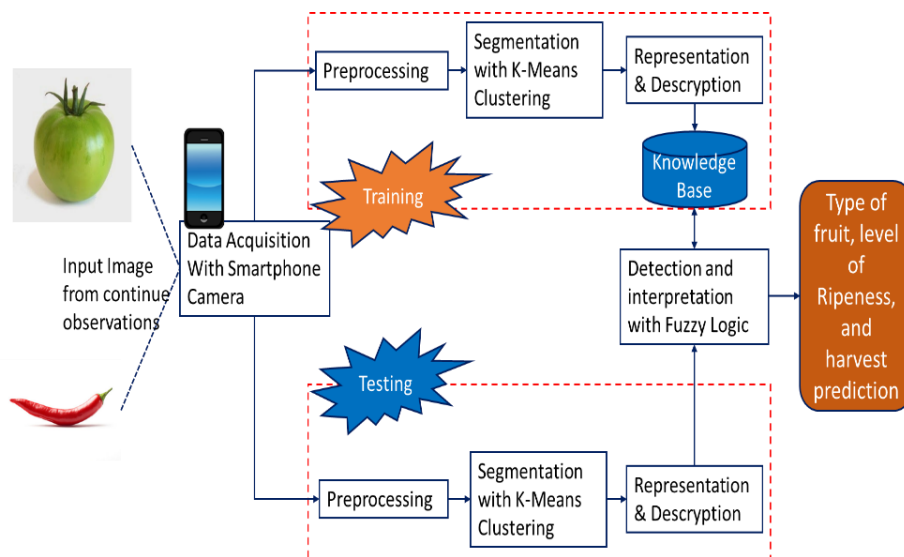 Preprocessing
Segmentation
with K-Means
Clustering
Representation
& Descryption
Knowledge
Base
Training
Data Acquisition
With Smartphone
Camera
Input Image
from continue
observations
Detection and
interpretation
with Fuzzy Logic
Type of
fruit, level
of
Ripeness,
and
harvest
prediction
Testing
Preprocessing
Segmentation
with K-Means
Clustering
Representation
& Descryption